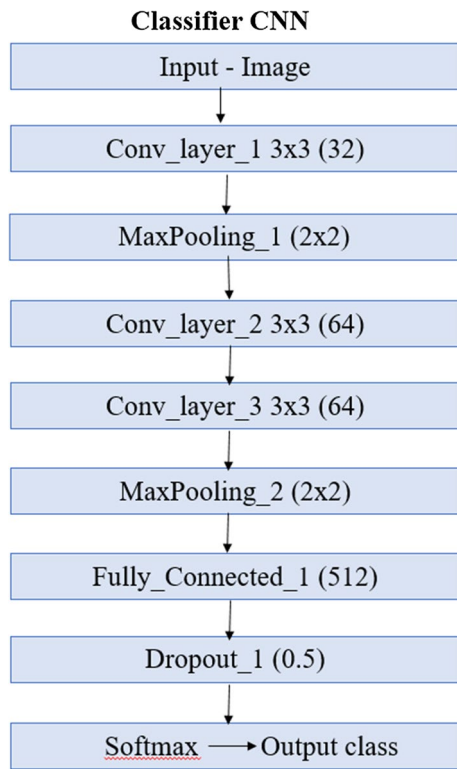 Classifier CNN
Input - Image
Conv_layer_1 3x3 (32)
MaxPooling_1 (2x2)
Conv_layer_2 3x3 (64)
Conv_layer_3 3x3 (64)
MaxPooling_2 (2x2)
Fully_Connected_1 (512)
Dropout_1 (0.5)
Softmax Output class